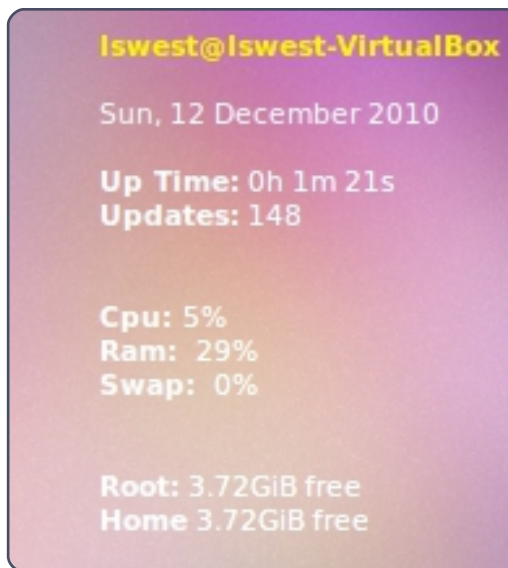 lswest@lswest-VirtualBox
Sun, 12 December 2010
Up Time: 0h 1m 21s
Updates: 148
Cpu: 5%
Ram: 29%
Swap: 0%
Root: 3.72GiB free
Home 3.72GiB free